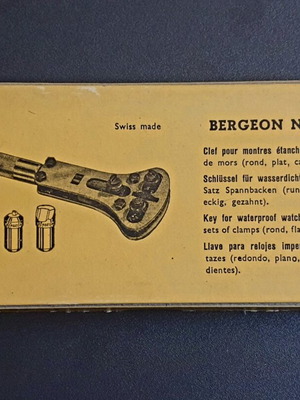 Swiss made
BERGEON N
Clef pour montres étanch
de mors (rond, plat, ca
Schlüssel für wasserdicht
Satz Spannbacken (run
eckig, gezahnt).
Key for waterproof watch
sets of clamps (rond, fla
Llave para relojes impe
tazas (redondo, plano,
dientes).